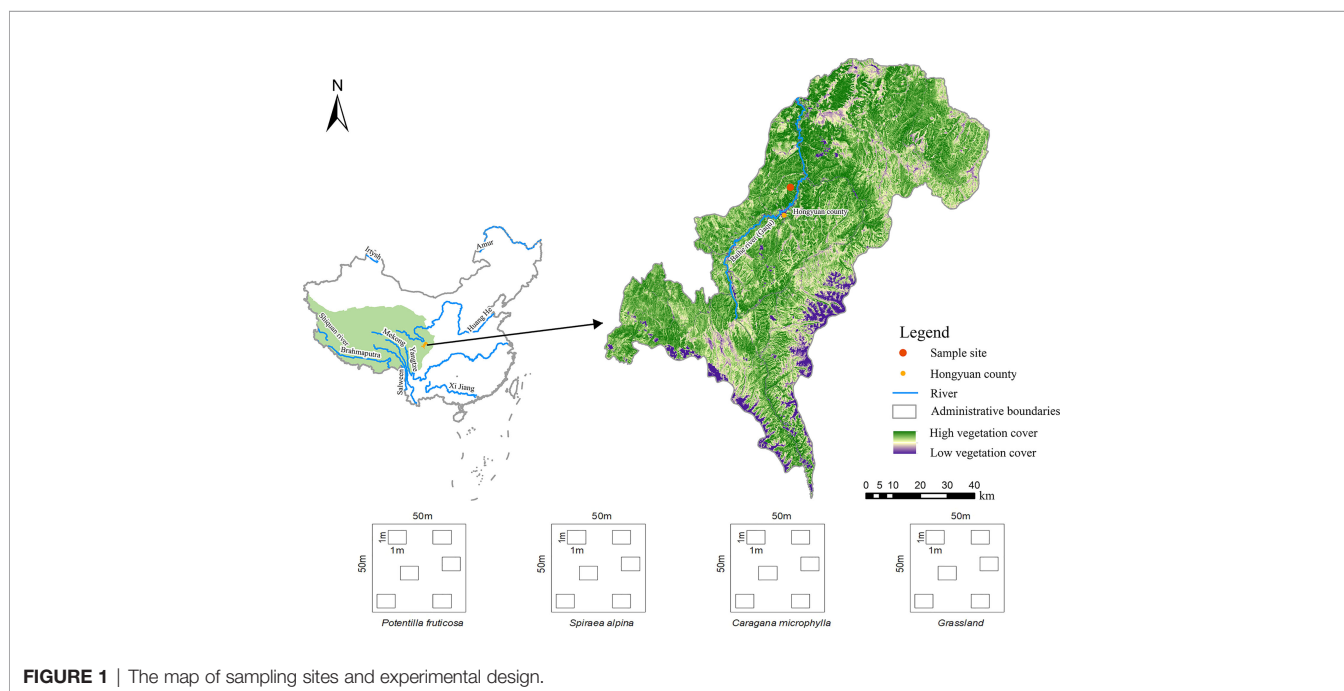 N
Irtysh
Amur
Huang He
Shiquan river
Mekong
Yangtze
Brahmaputra
Salween
Xi Jiang
Hongyuan county
Baihe river (Gaqu)
Legend
Sample site
Hongyuan county
River
Administrative boundaries
High vegetation cover
Low vegetation cover
0 5 10 20 30 40
km
50m 50m 50m 50m
1m 1m 1m 1m
1m 1m 1m 1m
50m 50m 50m 50m
Potentilla fruticosa Spiraea alpina Caragana microphylla Grassland
FIGURE 1 | The map of sampling sites and experimental design.